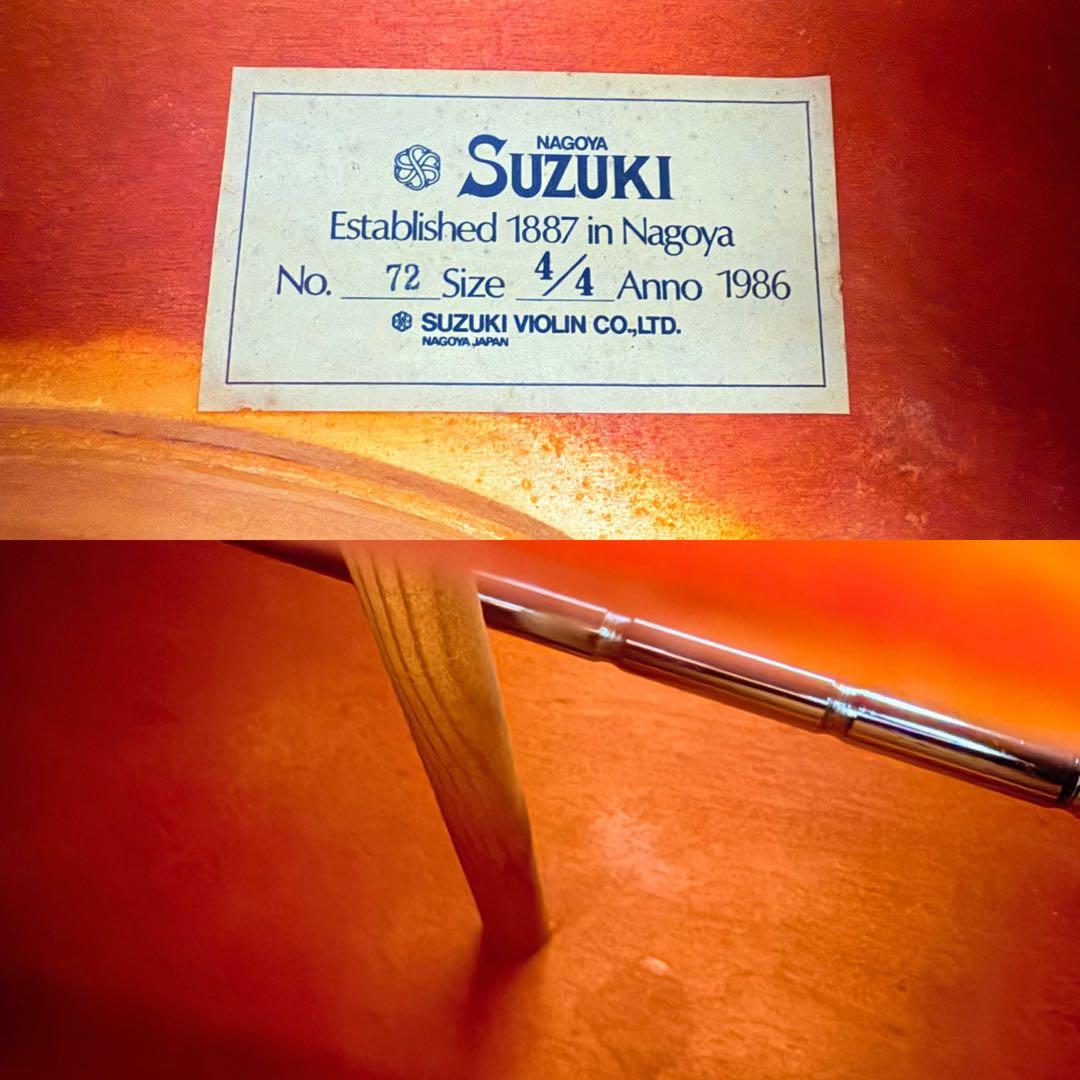 NAGOYA
SUZUKI
Established 1887 in Nagoya
No. 72 Size 4/4 Anno 1986
SUZUKI VIOLIN CO.,LTD.
NAGOYA,JAPAN